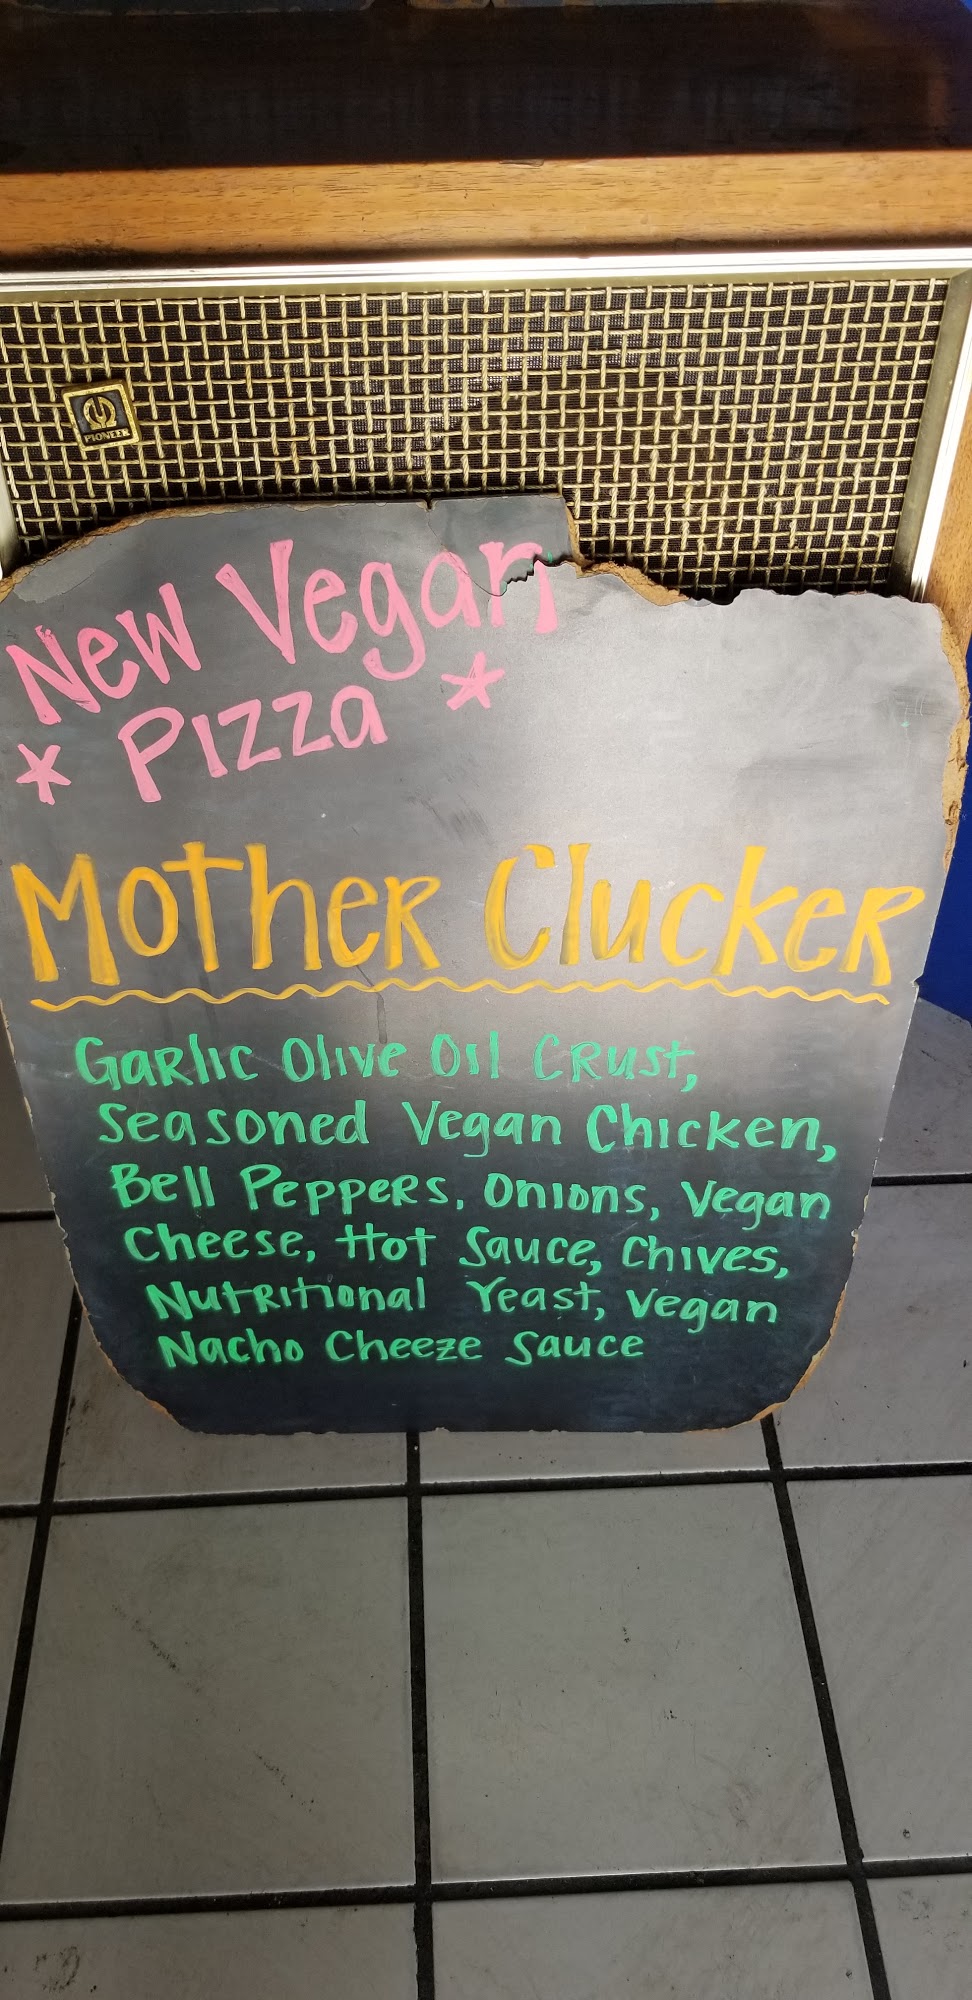 PIONEER
New Vegan
* Pizza *
Mother Clucker
Garlic Olive Oil Crust,
Seasoned Vegan Chicken,
Bell Peppers, Onions, Vegan
Cheese, Hot Sauce, Chives,
Nutritional Yeast, Vegan
Nacho Cheeze Sauce